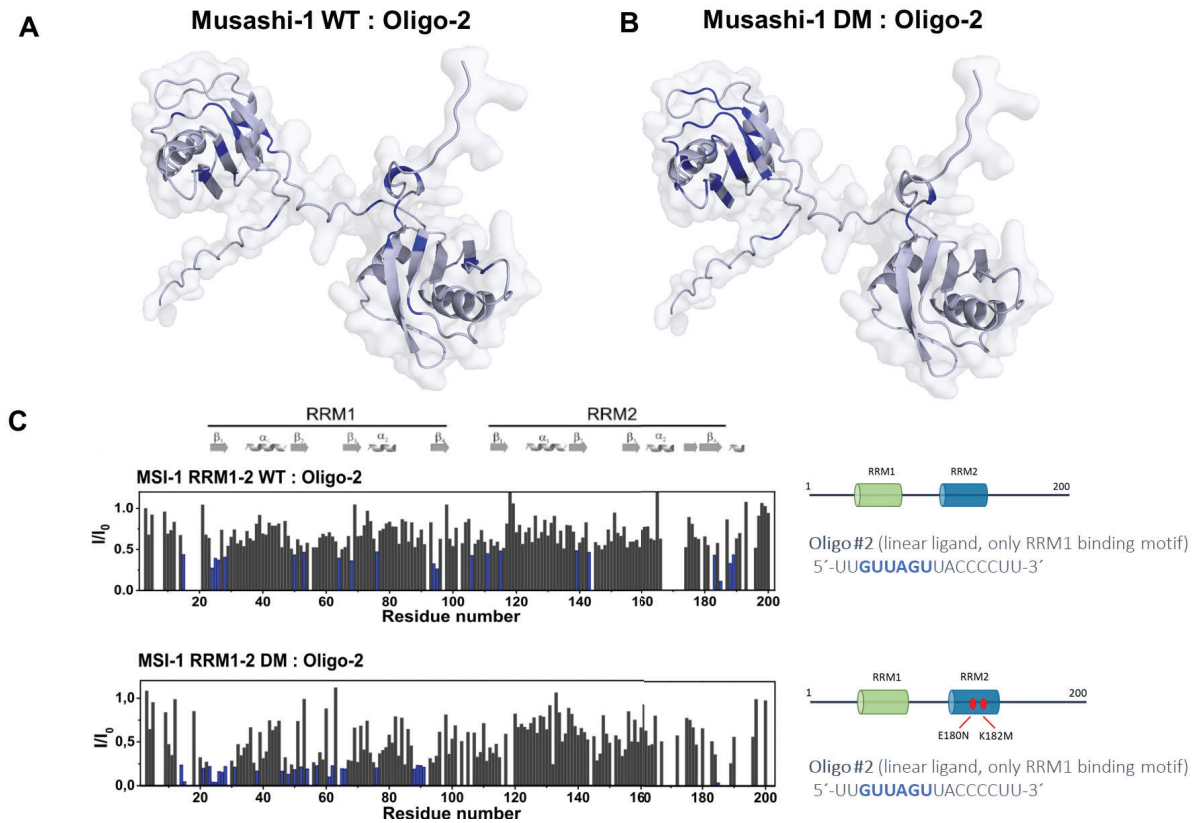 A
Musashi-1 WT : Oligo-2
B
Musashi-1 DM : Oligo-2
C
RRM1
RRM2
β1 α1 β2 β3 α2 β4 β1 α1 β2 β3 α2 β4
MSI-1 RRM1-2 WT : Oligo-2
I/I0
1,0
0.5
0.0
20 40 60 80 100 120 140 160 180 200
Residue number
RRM1
RRM2
1
200
Oligo #2 (linear ligand, only RRM1 binding motif)
5´-UUGUUAGUUACCCCUU-3´
MSI-1 RRM1-2 DM : Oligo-2
I/I0
1,0
0,5
0,0
20 40 60 80 100 120 140 160 180 200
Residue number
RRM1
RRM2
1
200
E180N
K182M
Oligo #2 (linear ligand, only RRM1 binding motif)
5´-UUGUUAGUUACCCCUU-3´